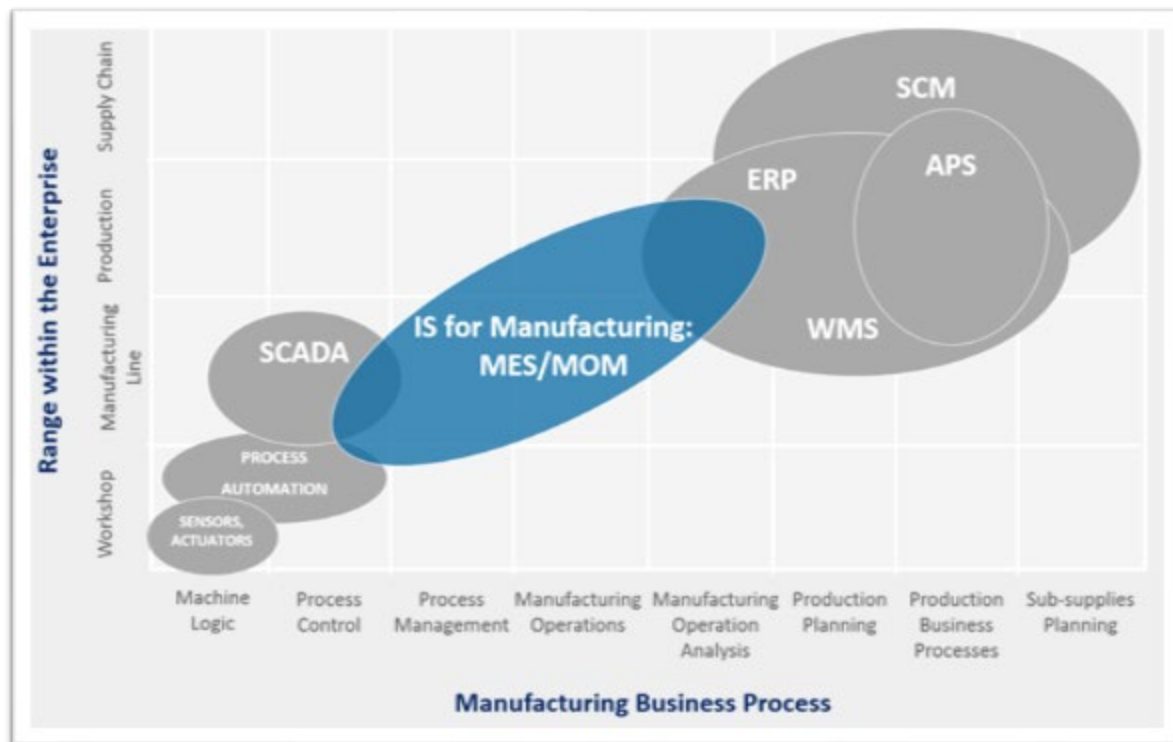 Range within the Enterprise
Supply Chain
Production
Manufacturing
Line
Workshop
SCM
APS
ERP
WMS
IS for Manufacturing:
MES/MOM
SCADA
PROCESS
AUTOMATION
SENSORS,
ACTUATORS
Machine
Logic
Process
Control
Process
Management
Manufacturing
Operations
Manufacturing
Operation
Analysis
Production
Planning
Production
Business
Processes
Sub-supplies
Planning
Manufacturing Business Process